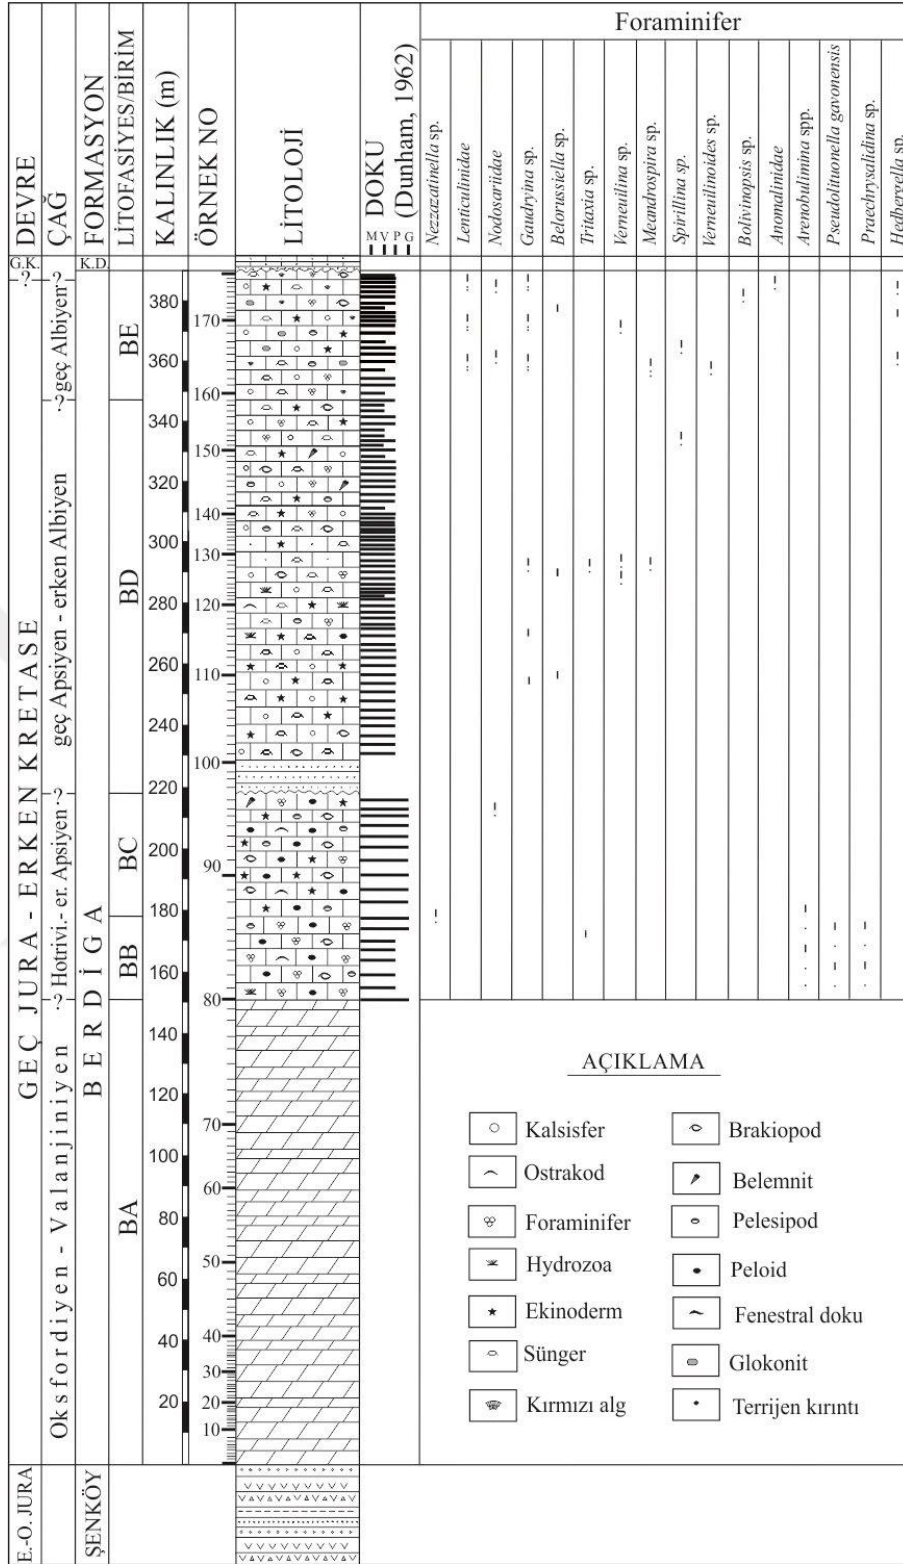 Foraminifer
DEVRE
ÇAĞ
FORMASYON
LİTOFASİYES/BİRİM
KALINLIK (m)
ÖRNEK NO
LİTOLOJİ
DOKU
(Dunham, 1962)
M V P G
Nezzazatinella sp.
Lenticulinidae
Nodosariidae
Gaudryina sp.
Belorussiella sp.
Tritaxia sp.
Verneuilina sp.
Meandrospira sp.
Spirillina sp.
Verneuilinoides sp.
Bolivinopsis sp.
Anomalinidae
Arenobulimina spp.
Pseudolituonella gavonensis
Praechrysalidina sp.
Hedbergella sp.
G.K.
-?-
-?-
K.D.
GEÇ JURA - ERKEN KRETASE
geç Albiyen
-?-
geç Apsiyen - erken Albiyen
-?-
Hotrivi.- er. Apsiyen
-?-
Oksfordiyen - Valanjiniyen
BERDİGA
BE
BD
BC
BB
BA
380
360
340
320
300
280
260
240
220
200
180
160
140
120
100
80
60
40
20
170
160
150
140
130
120
110
100
90
80
70
60
50
40
30
20
10
E.-O. JURA
ŞENKÖY
AÇIKLAMA
Kalsisfer
Brakiopod
Ostrakod
Belemnit
Foraminifer
Pelesipod
Hydrozoa
Peloid
Ekinoderm
Fenestral doku
Sünger
Glokonit
Kırmızı alg
Terrijen kırıntı